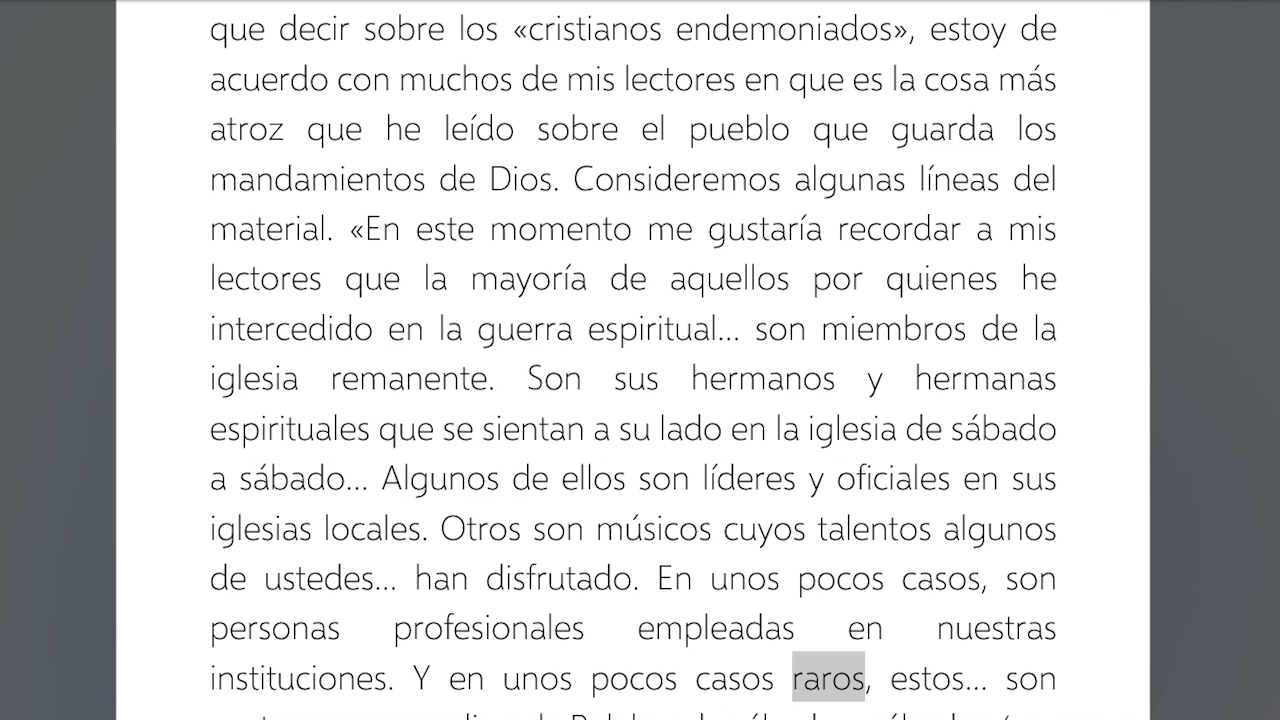 que decir sobre los «cristianos endemoniados», estoy de
acuerdo con muchos de mis lectores en que es la cosa más
atroz que he leído sobre el pueblo que guarda los
mandamientos de Dios. Consideremos algunas líneas del
material. «En este momento me gustaría recordar a mis
lectores que la mayoría de aquellos por quienes he
intercedido en la guerra espiritual... son miembros de la
iglesia remanente. Son sus hermanos y hermanas
espirituales que se sientan a su lado en la iglesia de sábado
a sábado... Algunos de ellos son líderes y oficiales en sus
iglesias locales. Otros son músicos cuyos talentos algunos
de ustedes... han disfrutado. En unos pocos casos, son
personas profesionales empleadas en nuestras
instituciones. Y en unos pocos casos raros, estos... son